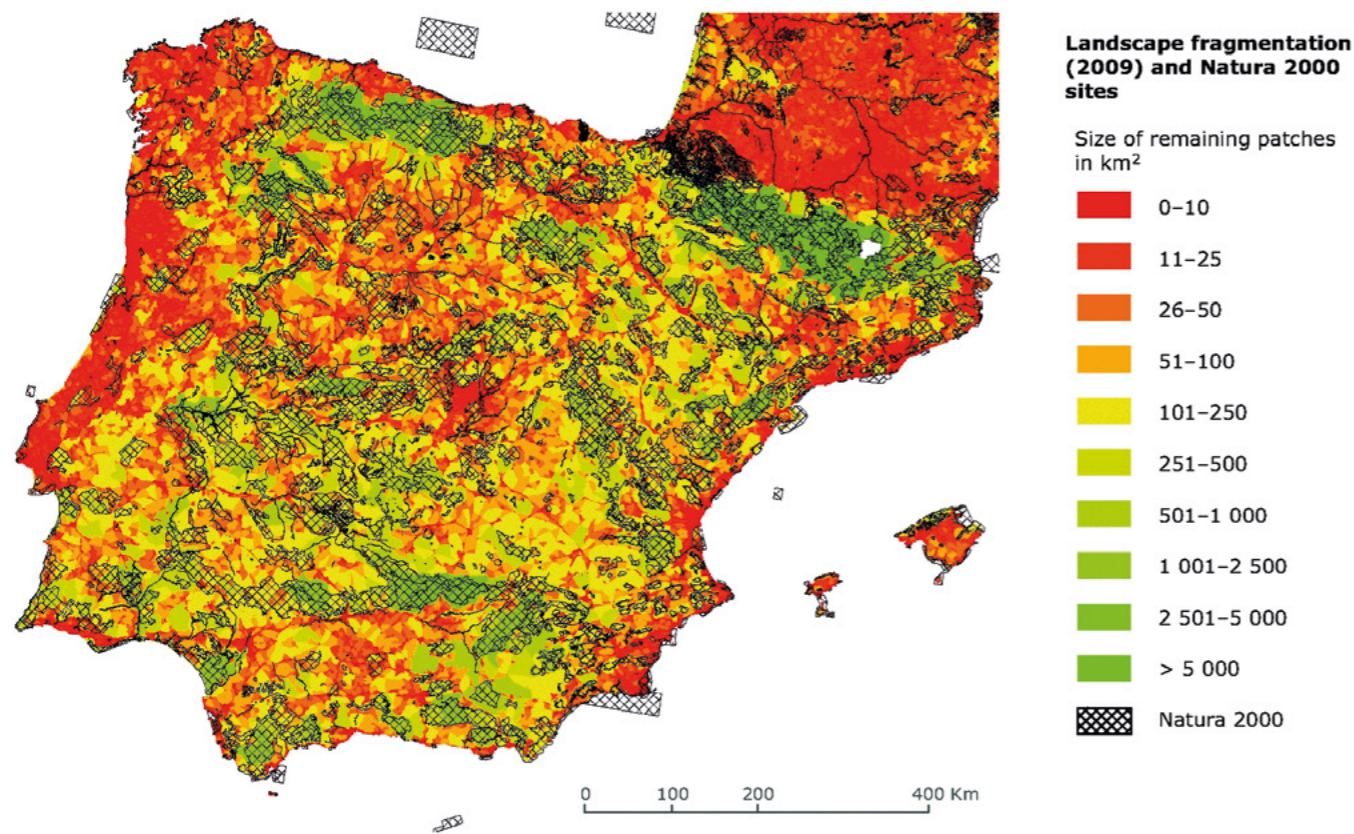 Landscape fragmentation
(2009) and Natura 2000
sites
Size of remaining patches
in km²
0–10
11–25
26–50
51–100
101–250
251–500
501–1 000
1 001–2 500
2 501–5 000
> 5 000
Natura 2000
0 100 200 400 Km